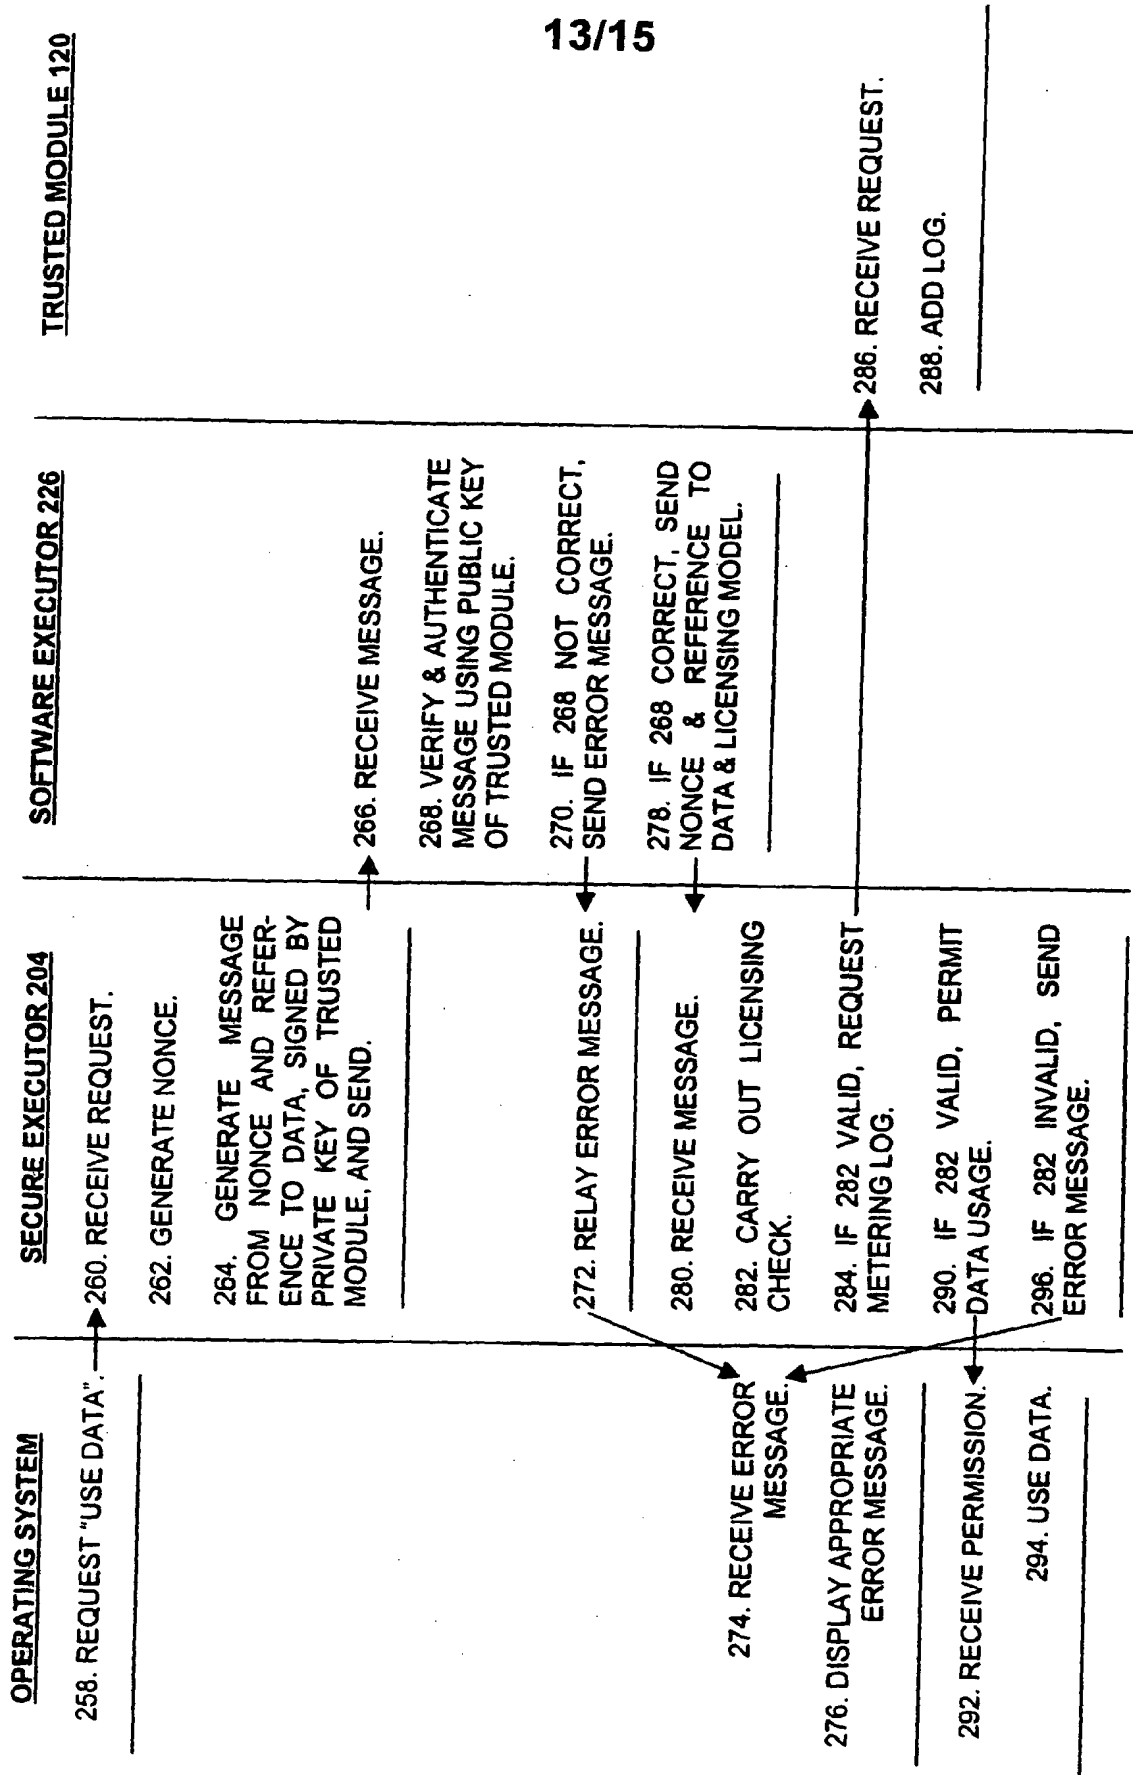 13/15
OPERATING SYSTEM
258. REQUEST "USE DATA".
274. RECEIVE ERROR
MESSAGE.
276. DISPLAY APPROPRIATE
ERROR MESSAGE.
292. RECEIVE PERMISSION.
294. USE DATA.
SECURE EXECUTOR 204
260. RECEIVE REQUEST.
262. GENERATE NONCE.
264. GENERATE MESSAGE
FROM NONCE AND REFER-
ENCE TO DATA, SIGNED BY
PRIVATE KEY OF TRUSTED
MODULE, AND SEND.
272. RELAY ERROR MESSAGE.
280. RECEIVE MESSAGE.
282. CARRY OUT LICENSING
CHECK.
284. IF 282 VALID, REQUEST
METERING LOG.
290. IF 282 VALID, PERMIT
DATA USAGE.
296. IF 282 INVALID, SEND
ERROR MESSAGE.
SOFTWARE EXECUTOR 226
266. RECEIVE MESSAGE.
268. VERIFY & AUTHENTICATE
MESSAGE USING PUBLIC KEY
OF TRUSTED MODULE.
270. IF 268 NOT CORRECT,
SEND ERROR MESSAGE.
278. IF 268 CORRECT, SEND
NONCE & REFERENCE TO
DATA & LICENSING MODEL.
TRUSTED MODULE 120
286. RECEIVE REQUEST.
288. ADD LOG.